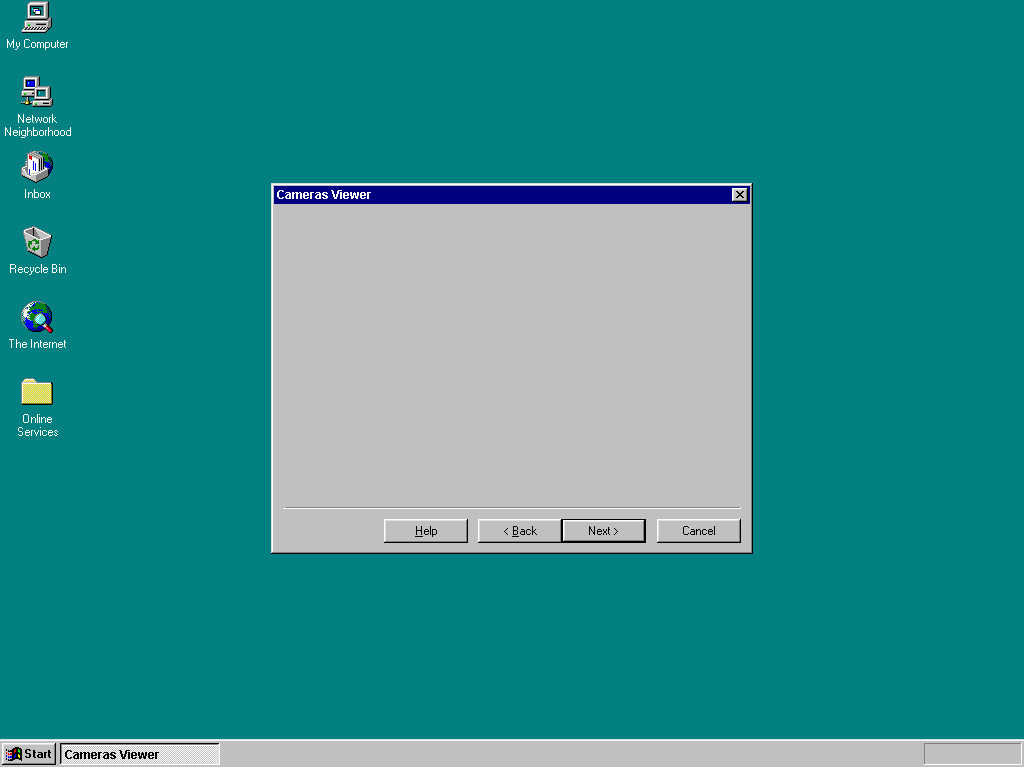 My Computer
Network
Neighborhood
Inbox
Recycle Bin
The Internet
Online
Services
Cameras Viewer
Help
< Back
Next >
Cancel
Start
Cameras Viewer